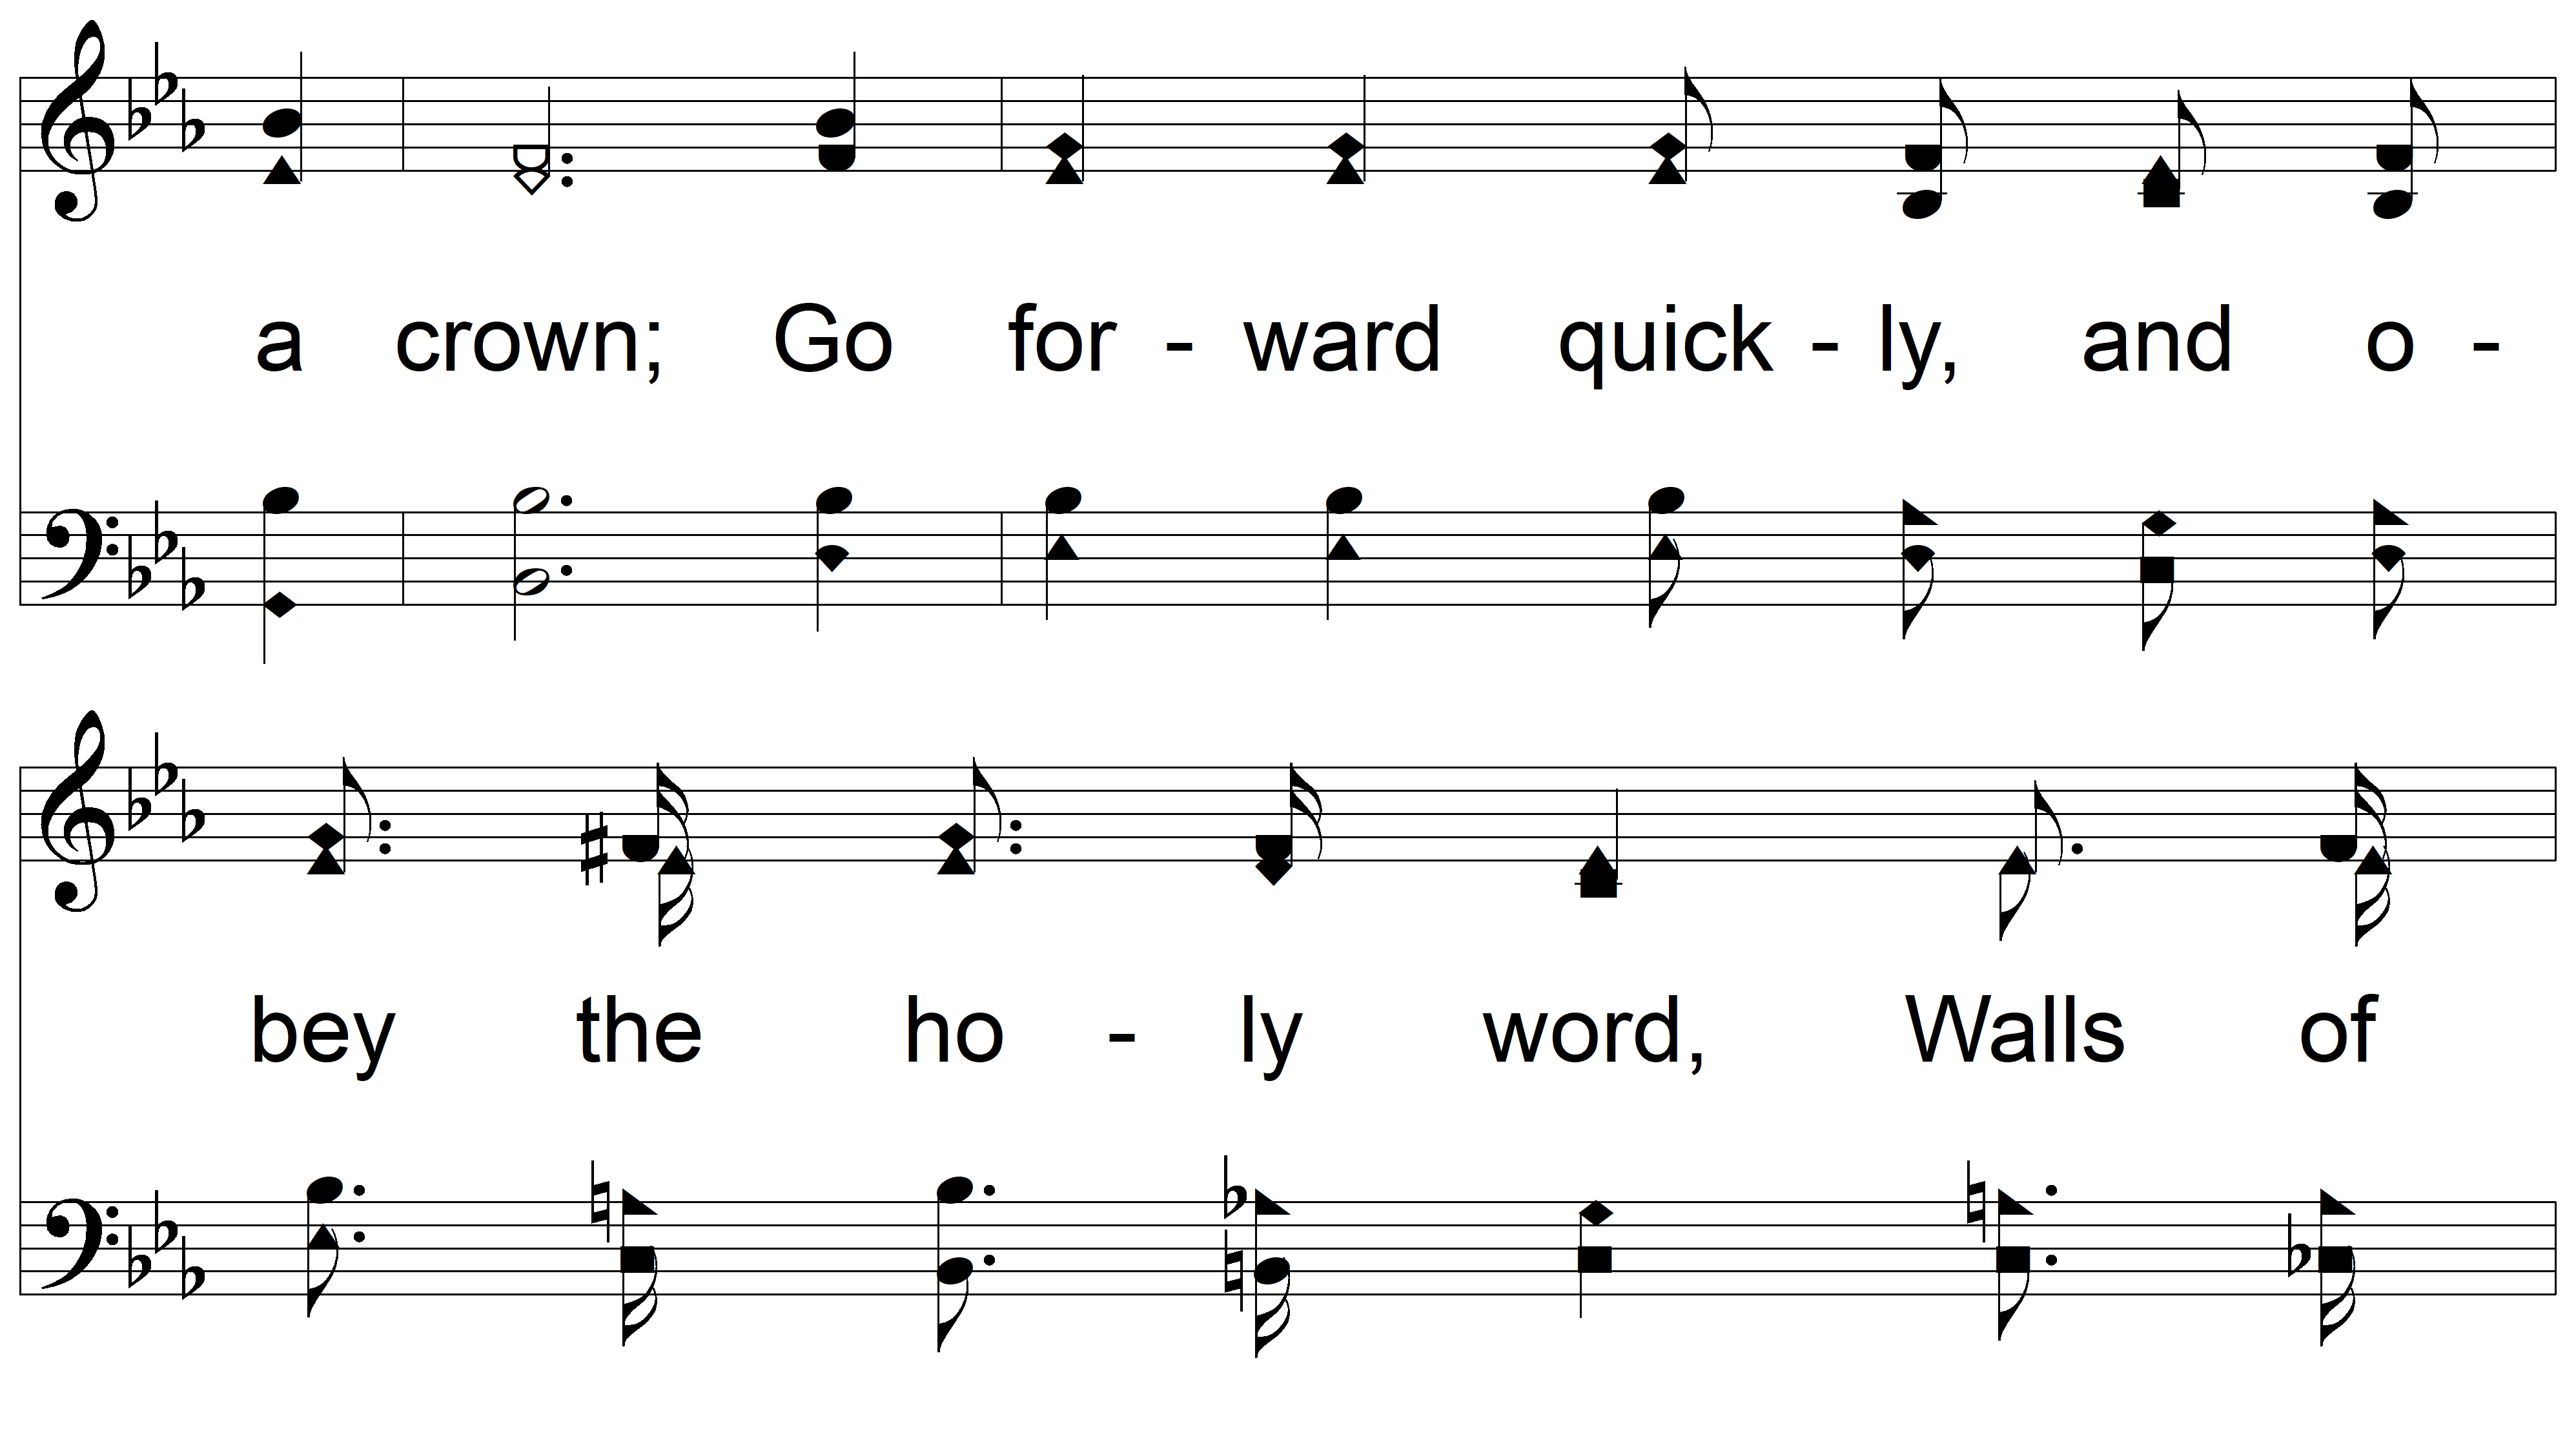 a crown; Go for - ward quick - ly, and o -
bey the ho - ly word, Walls of